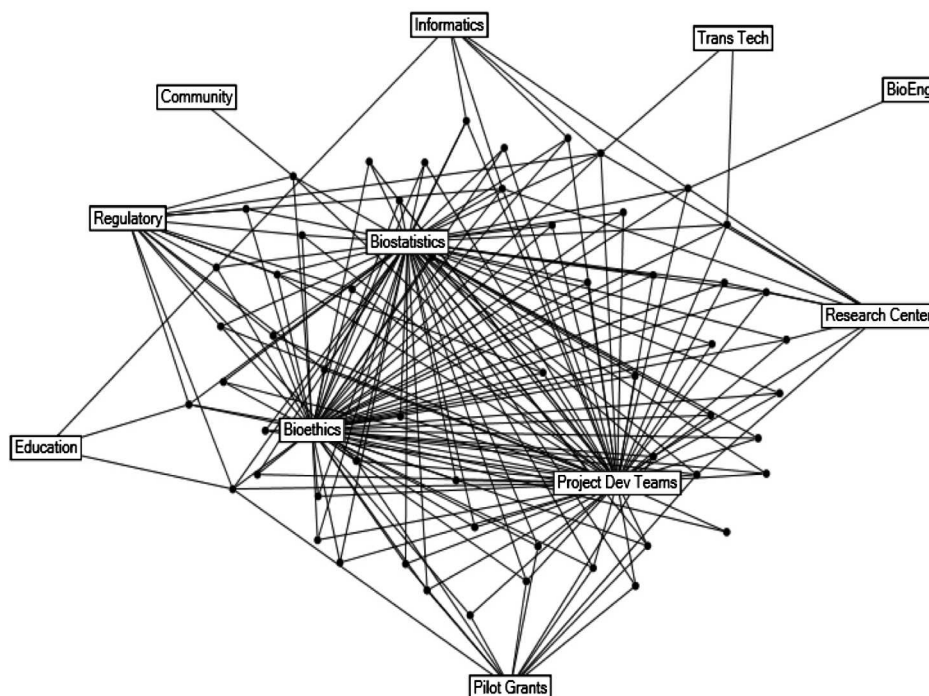 Informatics
Trans Tech
BioEng
Community
Regulatory
Biostatistics
Research Center
Bioethics
Education
Project Dev Teams
Pilot Grants